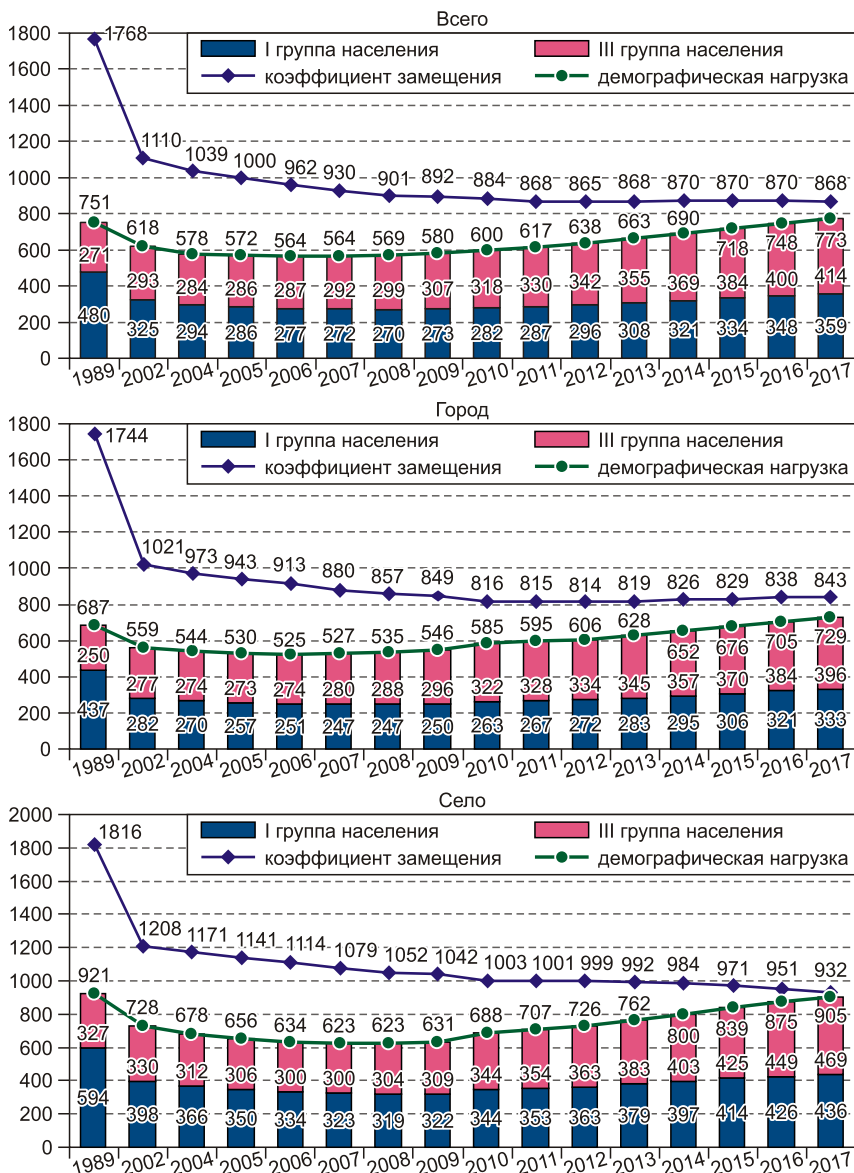 Всего
1800
1768
I группа населения III группа населения
коэффициент замещения демографическая нагрузка
1600
1400
1200
1110 1039 1000 962 930 901 892 884 868 865 868 870 870 870 868
1000
800
751 618 578 572 564 564 569 580 600 617 638 663 690 718 748 773
600
271 293 284 286 287 292 299 307 318 330 342 355 369 384 400 414
400
480 325 294 286 277 272 270 273 282 287 296 308 321 334 348 359
200
0
1989 2002 2004 2005 2006 2007 2008 2009 2010 2011 2012 2013 2014 2015 2016 2017
Город
1800
1744
I группа населения III группа населения
коэффициент замещения демографическая нагрузка
1600
1400
1200
1021 973 943 913 880 857 849 816 815 814 819 826 829 838 843
1000
800
687 559 544 530 525 527 535 546 585 595 606 628 652 676 705 729
600
250 277 274 273 274 280 288 296 322 328 334 345 357 370 384 396
400
437 282 270 257 251 247 247 250 263 267 272 283 295 306 321 333
200
0
1989 2002 2004 2005 2006 2007 2008 2009 2010 2011 2012 2013 2014 2015 2016 2017
Село
2000
1816
I группа населения III группа населения
1800
коэффициент замещения демографическая нагрузка
1600
1400
1200
1208 1171 1141 1114 1079 1052 1042 1003 1001 999 992 984 971 951 932
1000
921 728 678 656 634 623 623 631 688 707 726 762 800 839 875 905
800
600
327 330 312 306 300 300 304 309 344 354 363 383 403 425 449 469
400
594 398 366 350 334 323 319 322 344 353 363 379 397 414 426 436
200
0
1989 2002 2004 2005 2006 2007 2008 2009 2010 2011 2012 2013 2014 2015 2016 2017